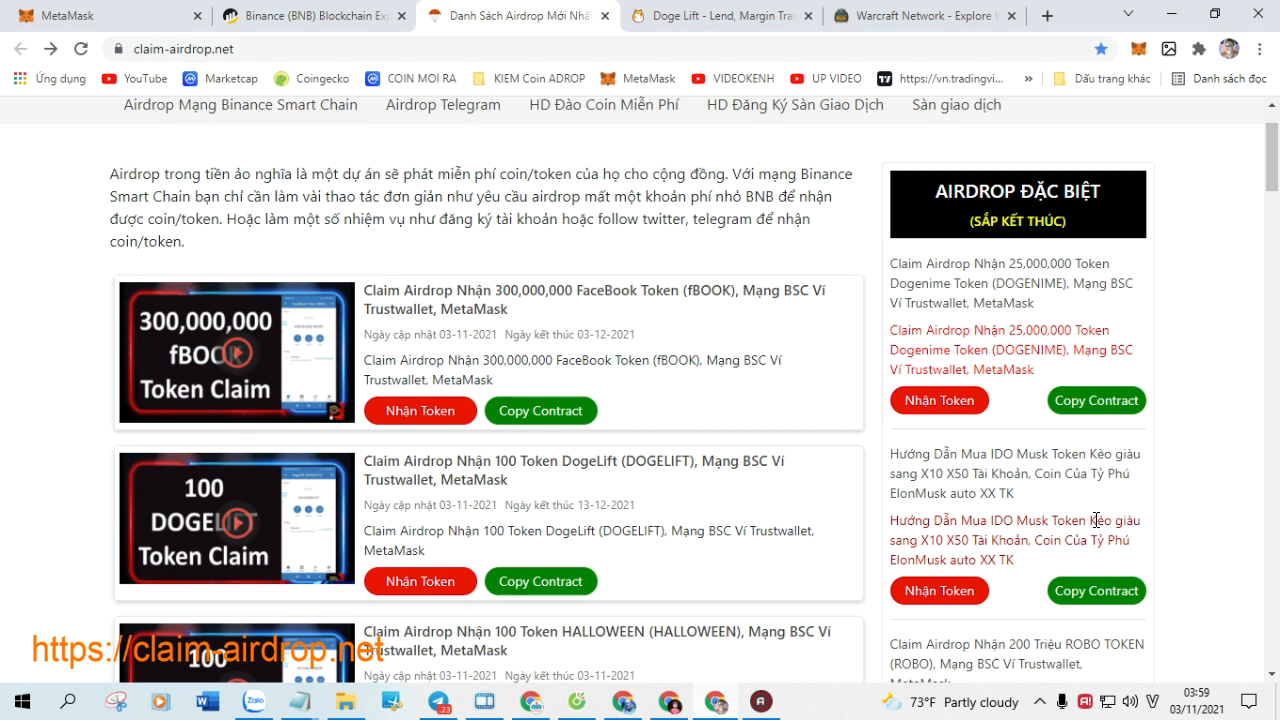 MetaMask
Binance (BNB) Blockchain Exp
Danh Sách Airdrop Mới Nhấ
Doge Lift - Lend, Margin Trad
Warcraft Network - Explore t
claim-airdrop.net
Ứng dụng
YouTube
Marketcap
Coingecko
COIN MOI RA
KIEM Coin ADROP
MetaMask
VIDEOKENH
UP VIDEO
https://vn.tradingvi...
»
Dấu trang khác
Danh sách đọc
Airdrop Mạng Binance Smart Chain
Airdrop Telegram
HD Đào Coin Miễn Phí
HD Đăng Ký Sàn Giao Dịch
Sàn giao dịch
Airdrop trong tiền ảo nghĩa là một dự án sẽ phát miễn phí coin/token của họ cho cộng đồng. Với mạng Binance
Smart Chain bạn chỉ cần làm vài thao tác đơn giản như yêu cầu airdrop mất một khoản phí nhỏ BNB để nhận
được coin/token. Hoặc làm một số nhiệm vụ như đăng ký tài khoản hoặc follow twitter, telegram để nhận
coin/token.
300,000,000
fBOOK
Token Claim
Claim Airdrop Nhận 300,000,000 FaceBook Token (fBOOK), Mạng BSC Ví
Trustwallet, MetaMask
Ngày cập nhật 03-11-2021 Ngày kết thúc 03-12-2021
Claim Airdrop Nhận 300,000,000 FaceBook Token (fBOOK), Mạng BSC Ví
Trustwallet, MetaMask
Nhận Token
Copy Contract
100
DOGELIFT
Token Claim
Claim Airdrop Nhận 100 Token DogeLift (DOGELIFT), Mạng BSC Ví
Trustwallet, MetaMask
Ngày cập nhật 03-11-2021 Ngày kết thúc 13-12-2021
Claim Airdrop Nhận 100 Token DogeLift (DOGELIFT), Mạng BSC Ví Trustwallet,
MetaMask
Nhận Token
Copy Contract
100
Claim Airdrop Nhận 100 Token HALLOWEEN (HALLOWEEN), Mạng BSC Ví
Trustwallet, MetaMask
Ngày cập nhật 03-11-2021 Ngày kết thúc 03-11-2021
AIRDROP ĐẶC BIỆT
(SẮP KẾT THÚC)
Claim Airdrop Nhận 25,000,000 Token
Dogenime Token (DOGENIME), Mạng BSC
Ví Trustwallet, MetaMask
Claim Airdrop Nhận 25,000,000 Token
Dogenime Token (DOGENIME), Mạng BSC
Ví Trustwallet, MetaMask
Nhận Token
Copy Contract
Hướng Dẫn Mua IDO Musk Token Kèo giàu
sang X10 X50 Tài Khoản, Coin Của Tỷ Phú
ElonMusk auto XX TK
Hướng Dẫn Mua IDO Musk Token Kèo giàu
sang X10 X50 Tài Khoản, Coin Của Tỷ Phú
ElonMusk auto XX TK
Nhận Token
Copy Contract
Claim Airdrop Nhận 200 Triệu ROBO TOKEN
(ROBO), Mạng BSC Ví Trustwallet,
MetaMask
https://claim-airdrop.net
Zalo
23
73°F Partly cloudy
03:59
03/11/2021